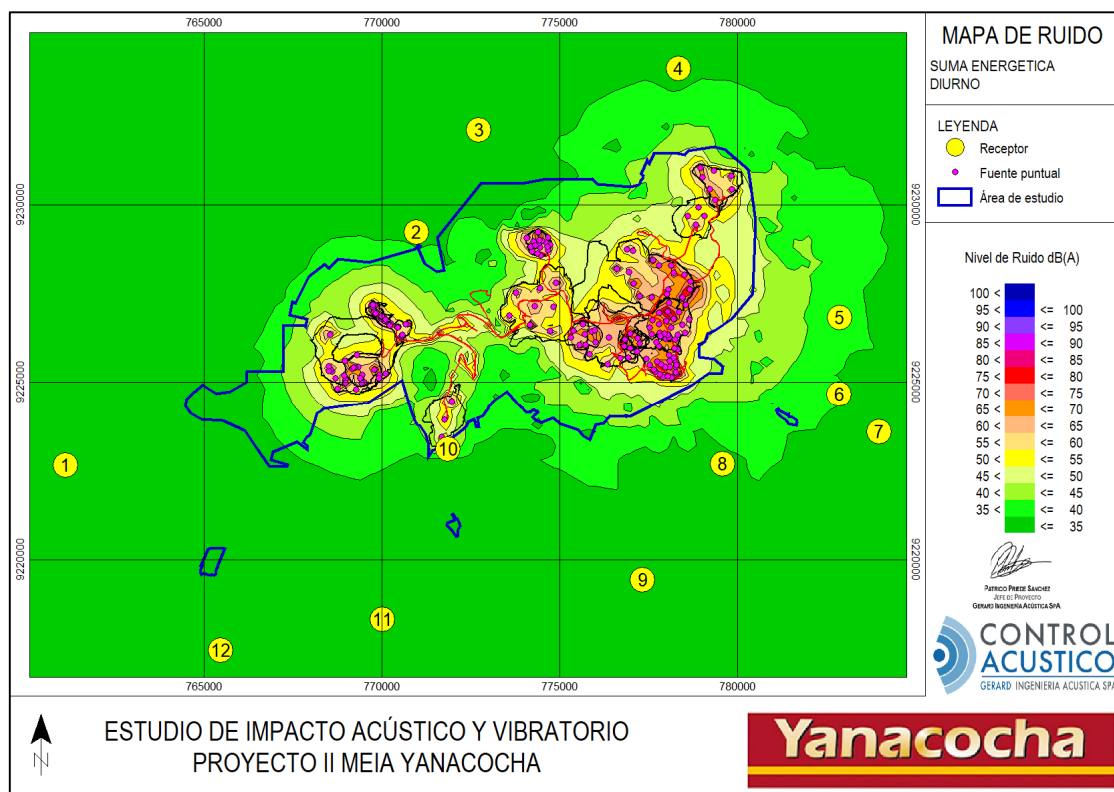 765000 770000 775000 780000
MAPA DE RUIDO
SUMA ENERGETICA
DIURNO
LEYENDA
Receptor
Fuente puntual
Área de estudio
Nivel de Ruido dB(A)
100 <
95 < <= 100
90 < <= 95
85 < <= 90
80 < <= 85
75 < <= 80
70 < <= 75
65 < <= 70
60 < <= 65
55 < <= 60
50 < <= 55
45 < <= 50
40 < <= 45
35 < <= 40
<= 35
4
3
9230000 9230000
2
5
9225000 9225000
6
7
10
8
1
9220000 9220000
9
11
12
765000 770000 775000 780000
PATRICIO PRIEDE SANCHEZ
JEFE DE PROYECTO
GERARD INGENIERÍA ACÚSTICA SPA
CONTROL
ACUSTICO
GERARD INGENIERIA ACUSTICA SPA
N
ESTUDIO DE IMPACTO ACÚSTICO Y VIBRATORIO
PROYECTO II MEIA YANACOCHA
Yanacocha